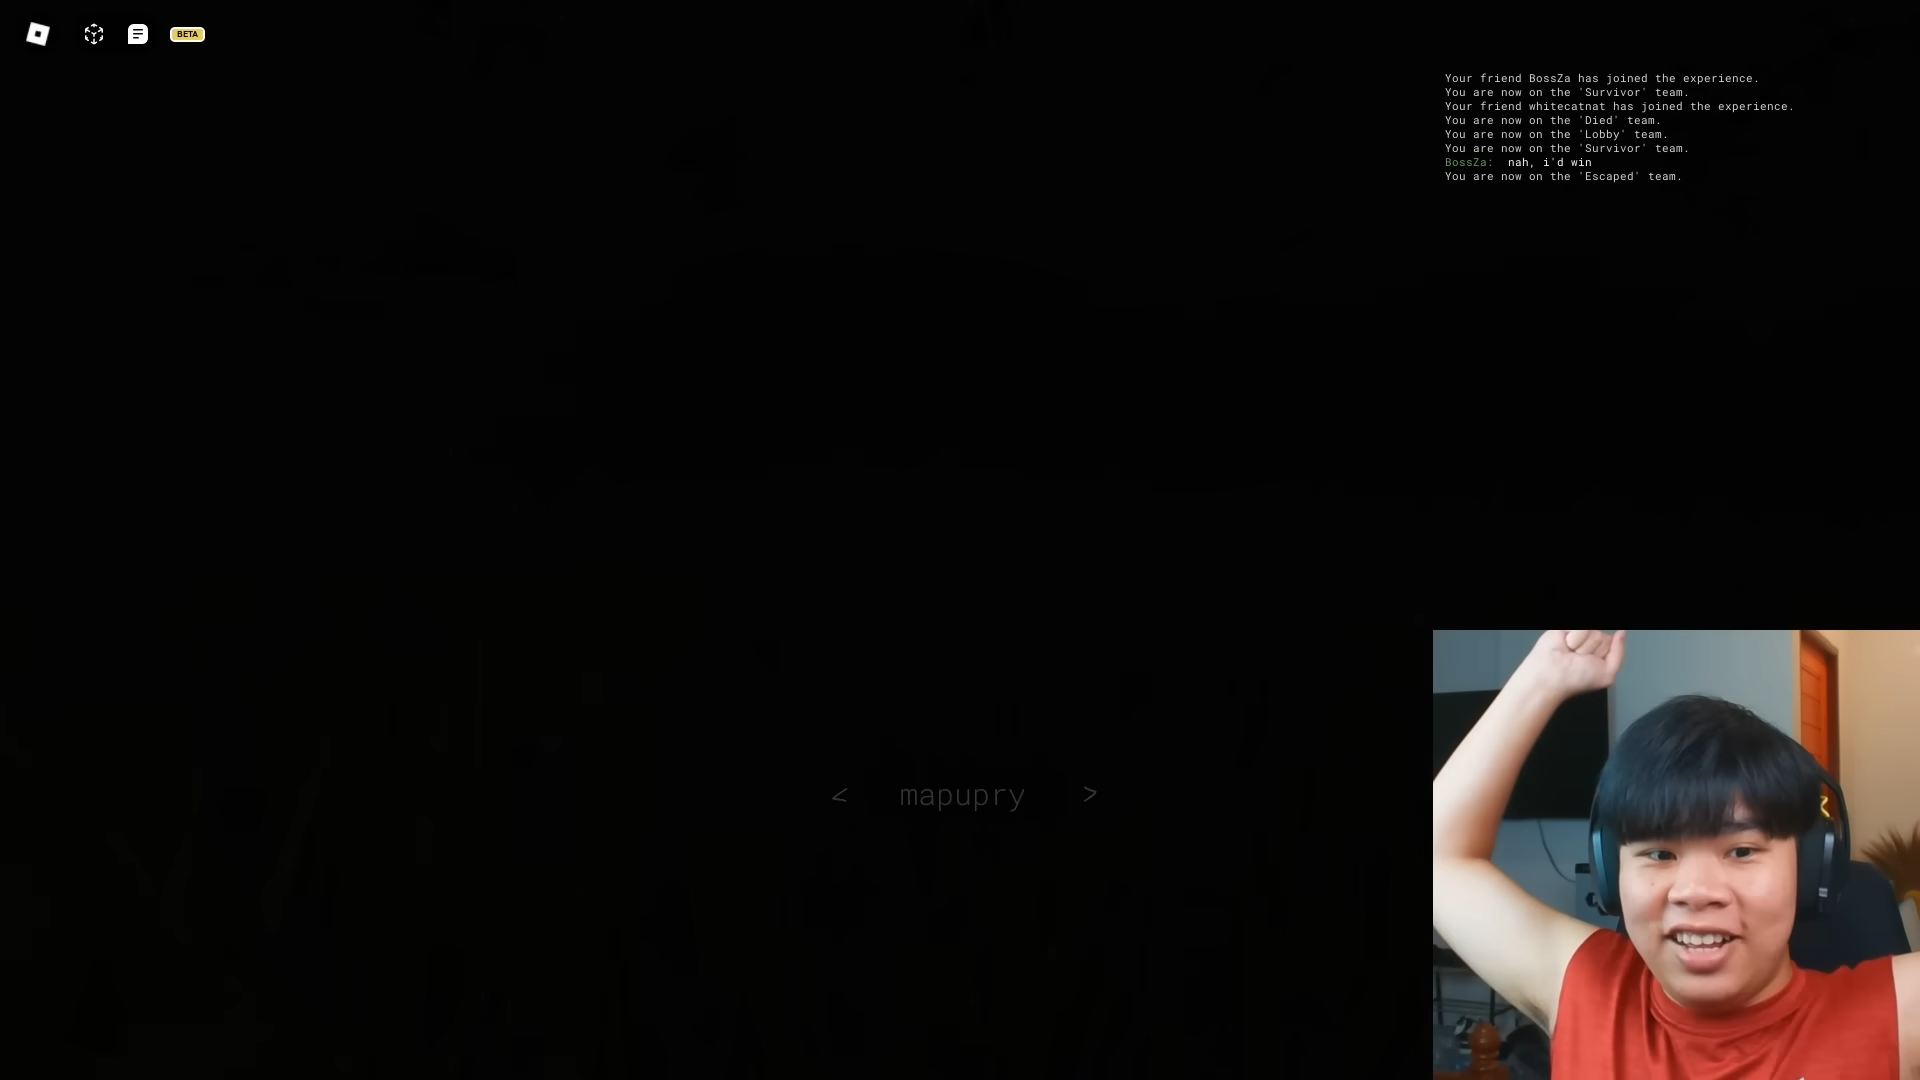 BETA
Your friend BossZa has joined the experience.
You are now on the 'Survivor' team.
Your friend whitecatnat has joined the experience.
You are now on the 'Died' team.
You are now on the 'Lobby' team.
You are now on the 'Survivor' team.
BossZa: nah, i'd win
You are now on the 'Escaped' team.
< mapupry >